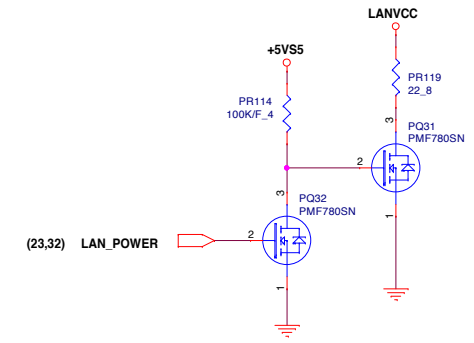 LANVCC
+5VS5
PR119
22_8
PR114
100K/F_4
3
PQ31
PMF780SN
2
3
PQ32
PMF780SN
1
(23,32) LAN_POWER
2
1